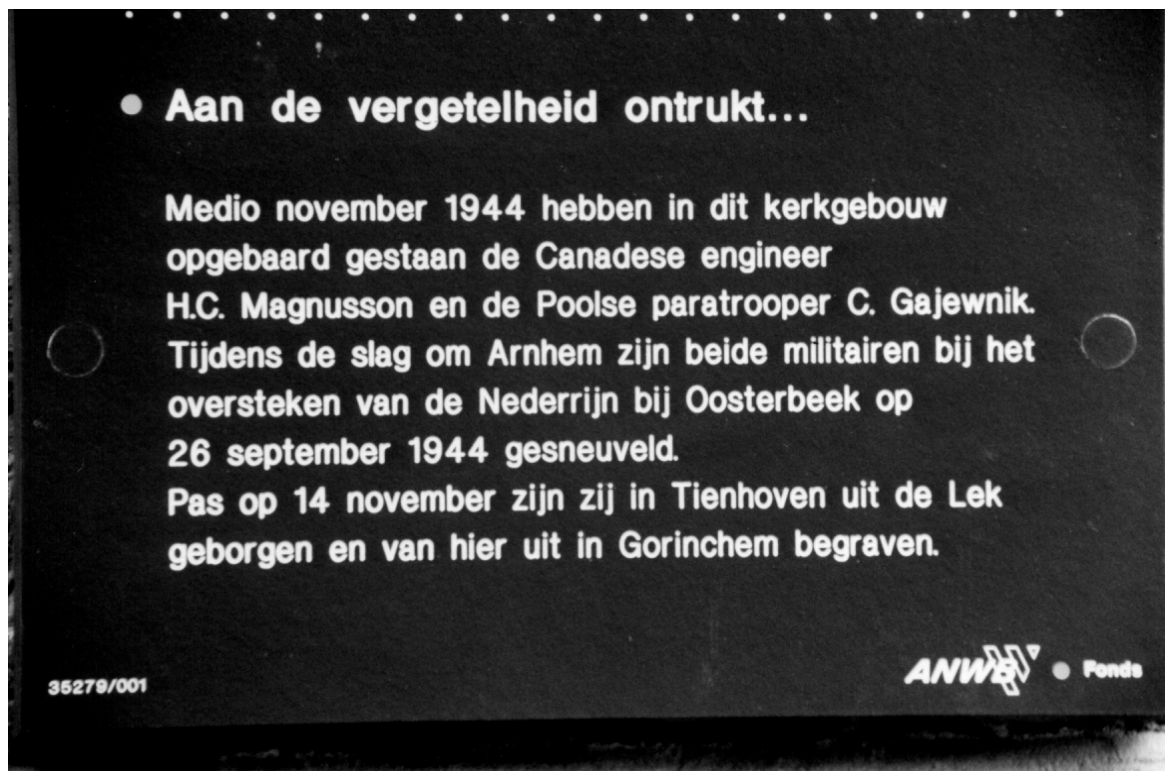 Aan de vergetelheid ontrukt...
Medio november 1944 hebben in dit kerkgebouw
opgebaard gestaan de Canadese engineer
H.C. Magnusson en de Poolse paratrooper C. Gajewnik.
Tijdens de slag om Arnhem zijn beide militairen bij het
oversteken van de Nederrijn bij Oosterbeek op
26 september 1944 gesneuveld.
Pas op 14 november zijn zij in Tienhoven uit de Lek
geborgen en van hier uit in Gorinchem begraven.
35279/001
ANWB Fonds